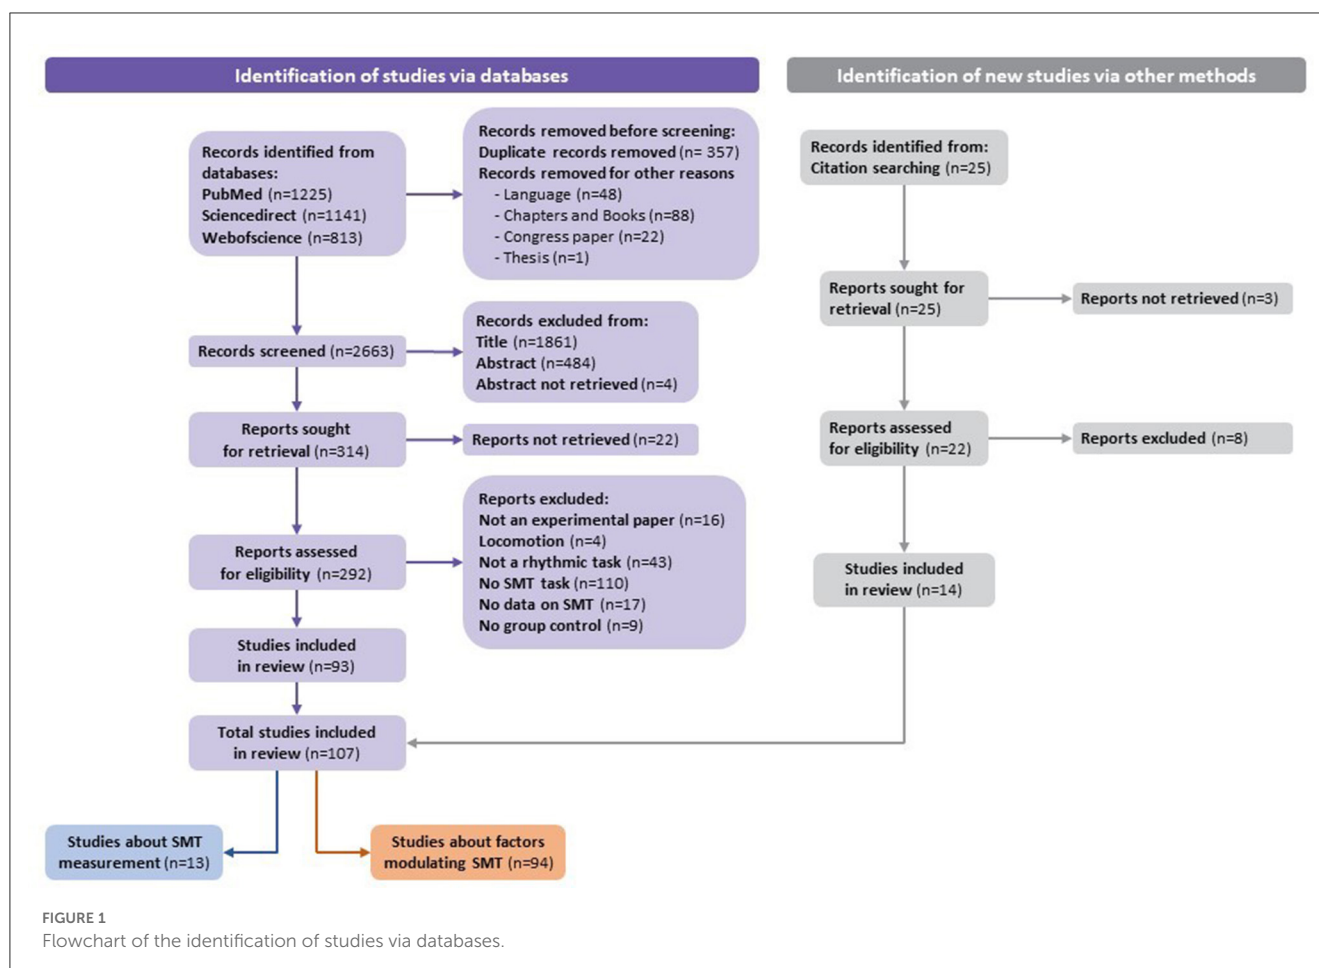 Identification of studies via databases
Identification of new studies via other methods
Records identified from
databases:
PubMed (n=1225)
Sciencedirect (n=1141)
Webofscience (n=813)
Records removed before screening:
Duplicate records removed (n= 357)
Records removed for other reasons
- Language (n=48)
- Chapters and Books (n=88)
- Congress paper (n=22)
- Thesis (n=1)
Records identified from:
Citation searching (n=25)
Records screened (n=2663)
Records excluded from:
Title (n=1861)
Abstract (n=484)
Abstract not retrieved (n=4)
Reports sought for
retrieval (n=25)
Reports not retrieved (n=3)
Reports sought
for retrieval (n=314)
Reports not retrieved (n=22)
Reports assessed
for eligibility (n=22)
Reports excluded (n=8)
Reports assessed
for eligibility (n=292)
Reports excluded:
Not an experimental paper (n=16)
Locomotion (n=4)
Not a rhythmic task (n=43)
No SMT task (n=110)
No data on SMT (n=17)
No group control (n=9)
Studies included
in review (n=14)
Studies included
in review (n=93)
Total studies included
in review (n=107)
Studies about SMT
measurement (n=13)
Studies about factors
modulating SMT (n=94)
FIGURE 1
Flowchart of the identification of studies via databases.